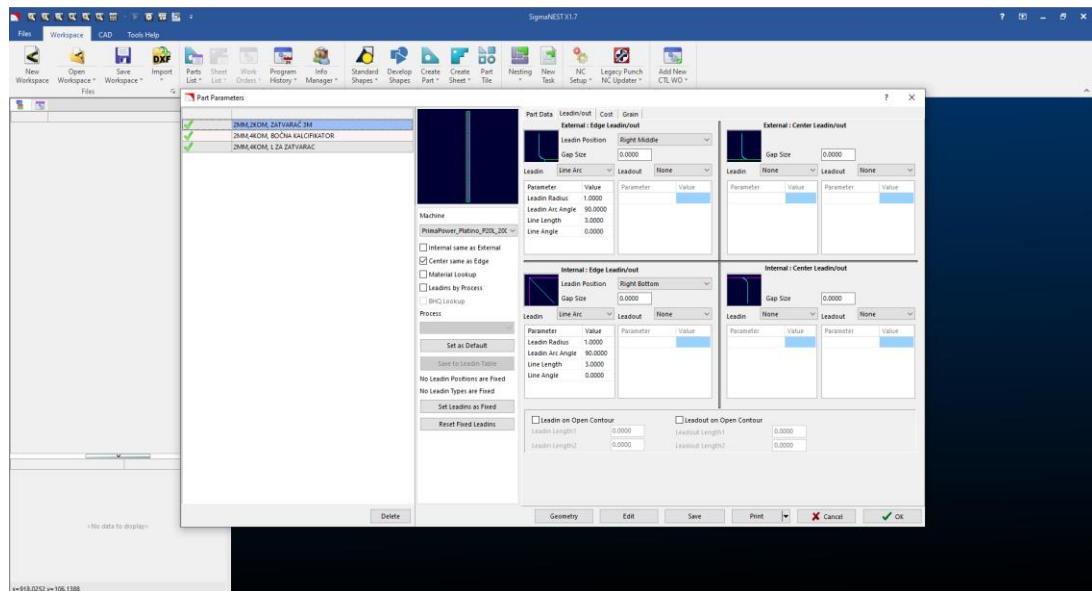 SigmaNEST X1.7
Files Workspace CAD Tools Help
New Workspace
Open Workspace
Save Workspace
Import
Parts List
Sheet List
Work Orders
Program History
Info Manager
Standard Shapes
Develop Shapes
Create Part
Create Sheet
Part Tile
Nesting
New Task
NC Setup
Legacy Punch NC Updater
Add New CTL WO
Files
Part Parameters
2MM,2KOM, ZATVARAČ 3M
2MM,4KOM, BOČNA KALCIFIKATOR
2MM,4KOM, L ZA ZATVARAC
Delete
Machine
PrimaPower_Platino_P20L_20C
Internal same as External
Center same as Edge
Material Lookup
Leadins by Process
BHQ Lookup
Process
Set as Default
Save to Leadin Table
No Leadin Positions are Fixed
No Leadin Types are Fixed
Set Leadins as Fixed
Reset Fixed Leadins
Part Data Leadin/out Cost Grain
External : Edge Leadin/out
Leadin Position Right Middle
Gap Size 0.0000
Leadin Line Arc Leadout None
Parameter Value Parameter Value
Leadin Radius 1.0000
Leadin Arc Angle 90.0000
Line Length 3.0000
Line Angle 0.0000
External : Center Leadin/out
Gap Size 0.0000
Leadin None Leadout None
Parameter Value Parameter Value
Internal : Edge Leadin/out
Leadin Position Right Bottom
Gap Size 0.0000
Leadin Line Arc Leadout None
Parameter Value Parameter Value
Leadin Radius 1.0000
Leadin Arc Angle 90.0000
Line Length 3.0000
Line Angle 0.0000
Internal : Center Leadin/out
Gap Size 0.0000
Leadin None Leadout None
Parameter Value Parameter Value
Leadin on Open Contour Leadout on Open Contour
Leadin Length1 0.0000 Leadout Length1 0.0000
Leadin Length2 0.0000 Leadout Length2 0.0000
Geometry Edit Save Print Cancel OK
<No data to display>
x=918.0252 y=106.1388